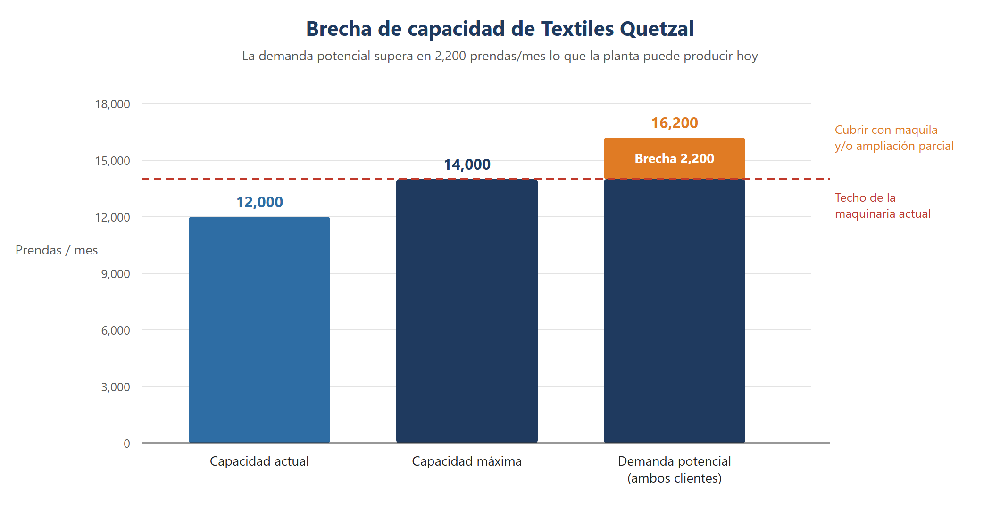 Brecha de capacidad de Textiles Quetzal
La demanda potencial supera en 2,200 prendas/mes lo que la planta puede producir hoy
18,000
16,200
Cubrir con maquila
y/o ampliación parcial
15,000
14,000
Brecha 2,200
12,000
Techo de la
maquinaria actual
12,000
Prendas / mes
9,000
6,000
3,000
0
Capacidad actual
Capacidad máxima
Demanda potencial
(ambos clientes)